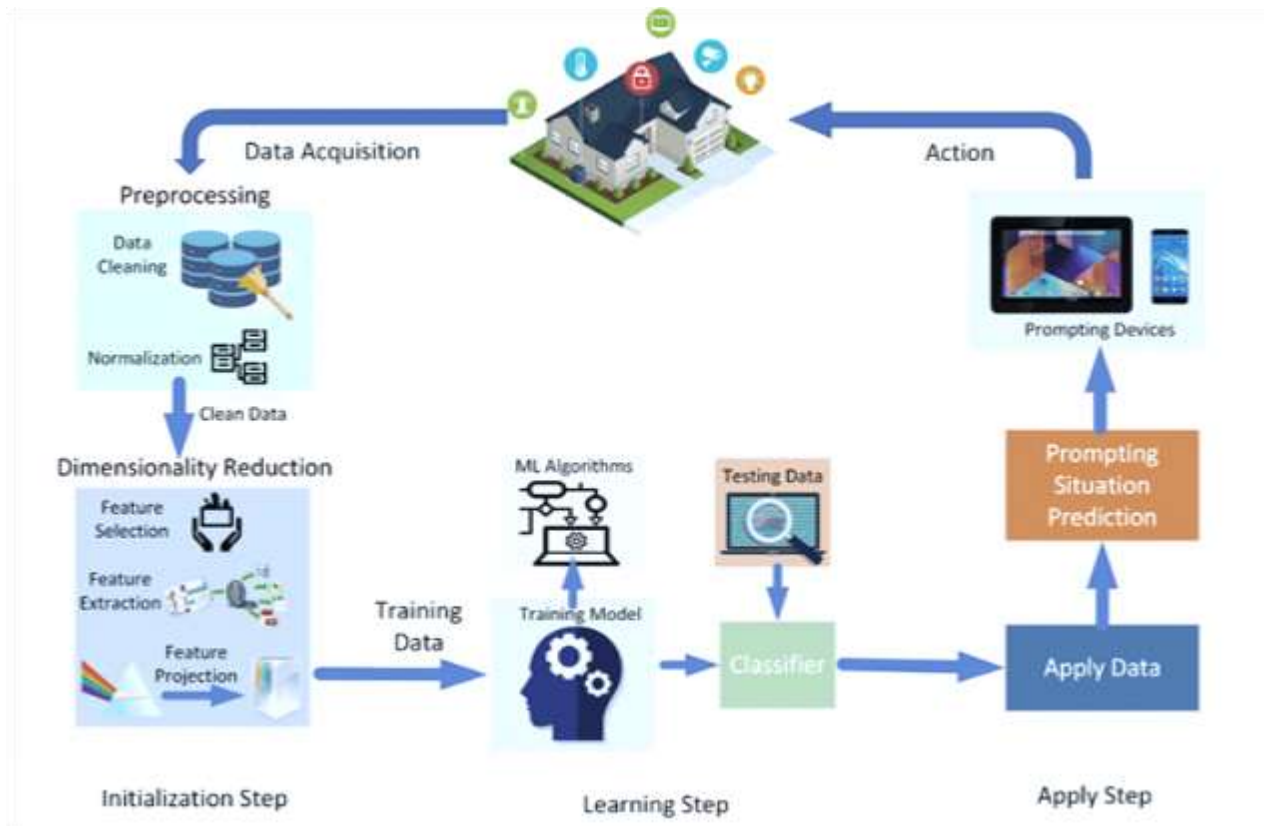 Data Acquisition
Action
Preprocessing
Data
Cleaning
Normalization
Clean Data
Dimensionality Reduction
Feature
Selection
Feature
Extraction
Feature
Projection
Initialization Step
Training
Data
ML Algorithms
Training Model
Testing Data
Classifier
Learning Step
Prompting Devices
Prompting
Situation
Prediction
Apply Data
Apply Step